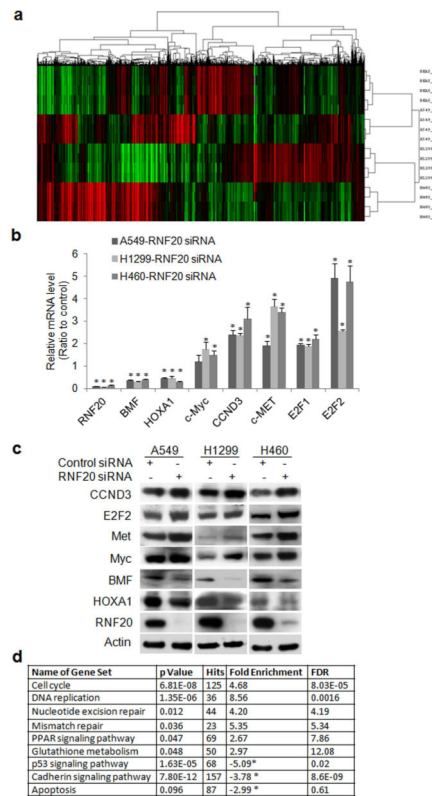 a
b
A549-RNF20 siRNA
H1299-RNF20 siRNA
H460-RNF20 siRNA
Relative mRNA level
(Ratio to control)
6
5
4
3
2
1
0
* * *
* * *
* * *
* *
* * *
* * *
* * *
* * *
RNF20
BMF
HOXA1
c-Myc
CCND3
c-MET
E2F1
E2F2
c
A549 H1299 H460
Control siRNA + - + - + -
RNF20 siRNA - + - + - +
CCND3
E2F2
Met
Myc
BMF
HOXA1
RNF20
Actin
d
Name of Gene Set p Value Hits Fold Enrichment FDR
Cell cycle 6.81E-08 125 4.68 8.03E-05
DNA replication 1.35E-06 36 8.56 0.0016
Nucleotide excision repair 0.012 44 4.20 4.19
Mismatch repair 0.036 23 5.35 5.34
PPAR signaling pathway 0.047 69 2.67 7.86
Glutathione metabolism 0.048 50 2.97 12.08
p53 signaling pathway 1.63E-05 68 -5.09* 0.02
Cadherin signaling pathway 7.80E-12 157 -3.78 * 8.6E-09
Apoptosis 0.096 87 -2.99 * 0.61